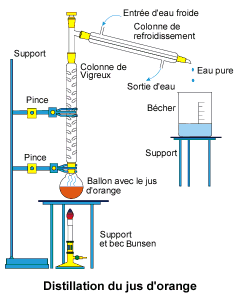 Entrée d'eau froide
Colonne de
refroidissement
Support
Colonne de
Vigreux
Eau pure
Sortie d'eau
Pince
Bécher
Support
Pince
Ballon avec le jus
d'orange
Support
et bec Bunsen
Distillation du jus d'orange